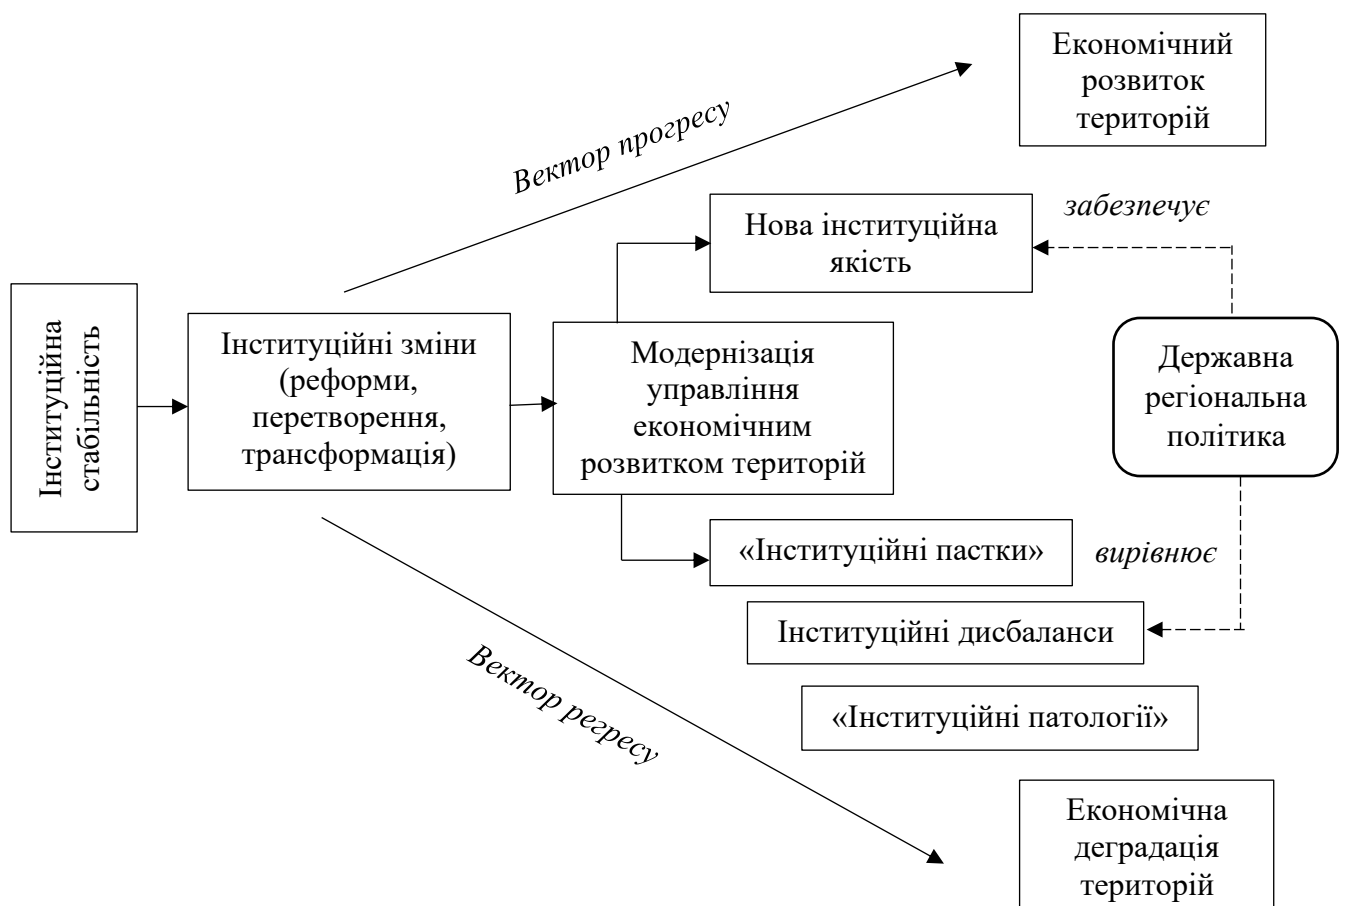 Економічний
розвиток
територій
Вектор прогресу
Нова інституційна
якість
забезпечує
Інституційна
стабільність
Інституційні зміни
(реформи,
перетворення,
трансформація)
Модернізація
управління
економічним
розвитком територій
Державна
регіональна
політика
«Інституційні пастки»
вирівнює
Інституційні дисбаланси
Вектор регресу
«Інституційні патології»
Економічна
деградація
територій